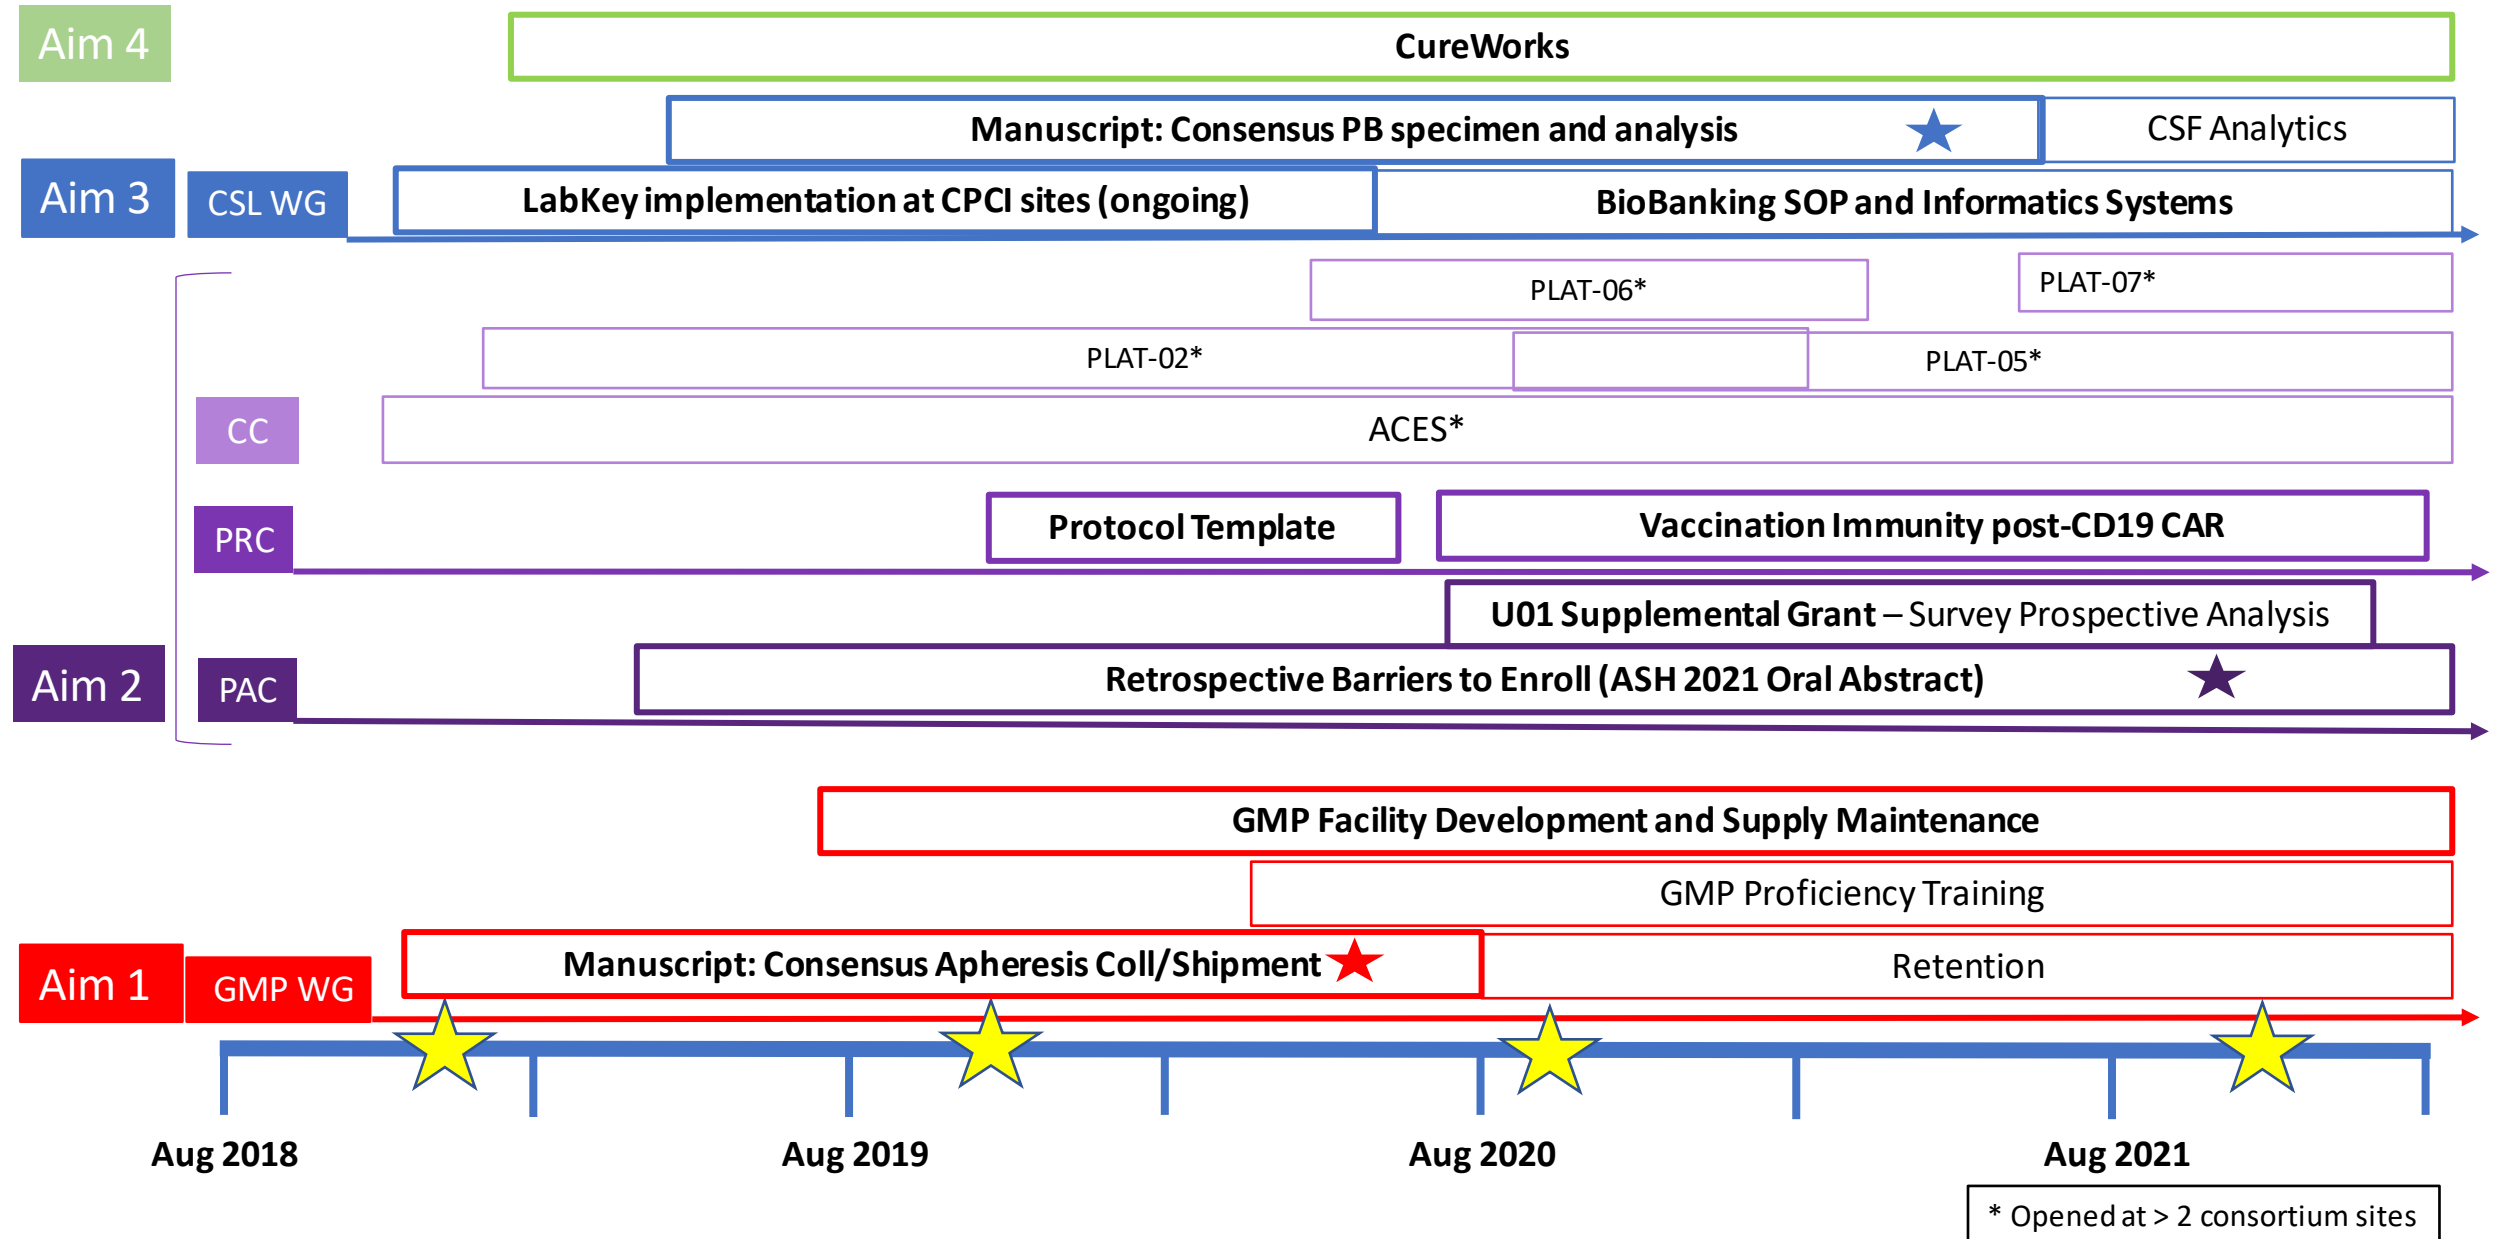 Aim 4
CureWorks
Manuscript: Consensus PB specimen and analysis
CSF Analytics
Aim 3
CSL WG
LabKey implementation at CPCI sites (ongoing)
BioBanking SOP and Informatics Systems
PLAT-06*
PLAT-07*
PLAT-02*
PLAT-05*
CC
ACES*
PRC
Protocol Template
Vaccination Immunity post-CD19 CAR
U01 Supplemental Grant – Survey Prospective Analysis
Aim 2
PAC
Retrospective Barriers to Enroll (ASH 2021 Oral Abstract)
GMP Facility Development and Supply Maintenance
GMP Proficiency Training
Aim 1
GMP WG
Manuscript: Consensus Apheresis Coll/Shipment
Retention
Aug 2018
Aug 2019
Aug 2020
Aug 2021
* Opened at > 2 consortium sites